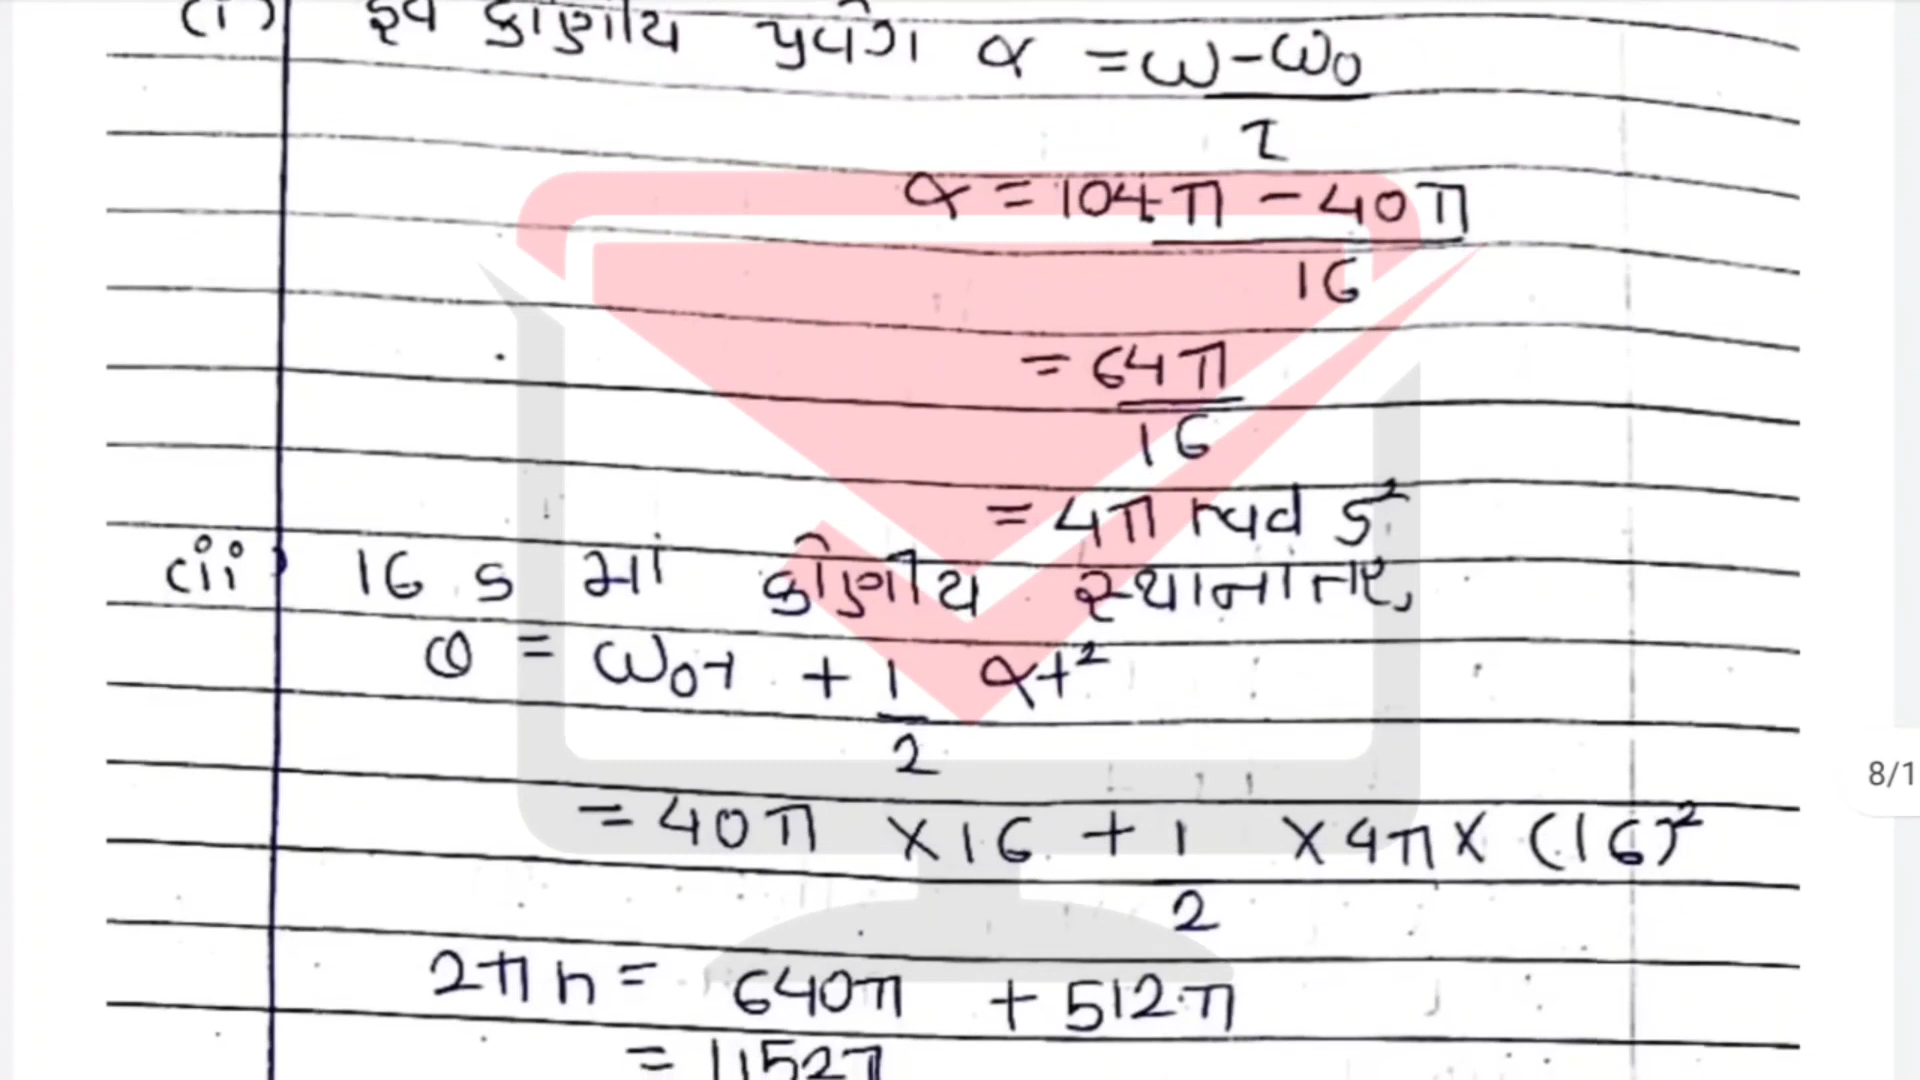 (i) હવે કોણીય પ્રવેગ α = ω-ω0
τ
α = 104π - 40π
16
= 64π
16
= 4π rad s²
(ii) 16 s માં કોણીય સ્થાનાંતર,
θ = ω0t + 1 αt²
2
= 40π ×16 + 1 ×4π× (16)²
2
2πn = 640π + 512π
= 1152π
8/1